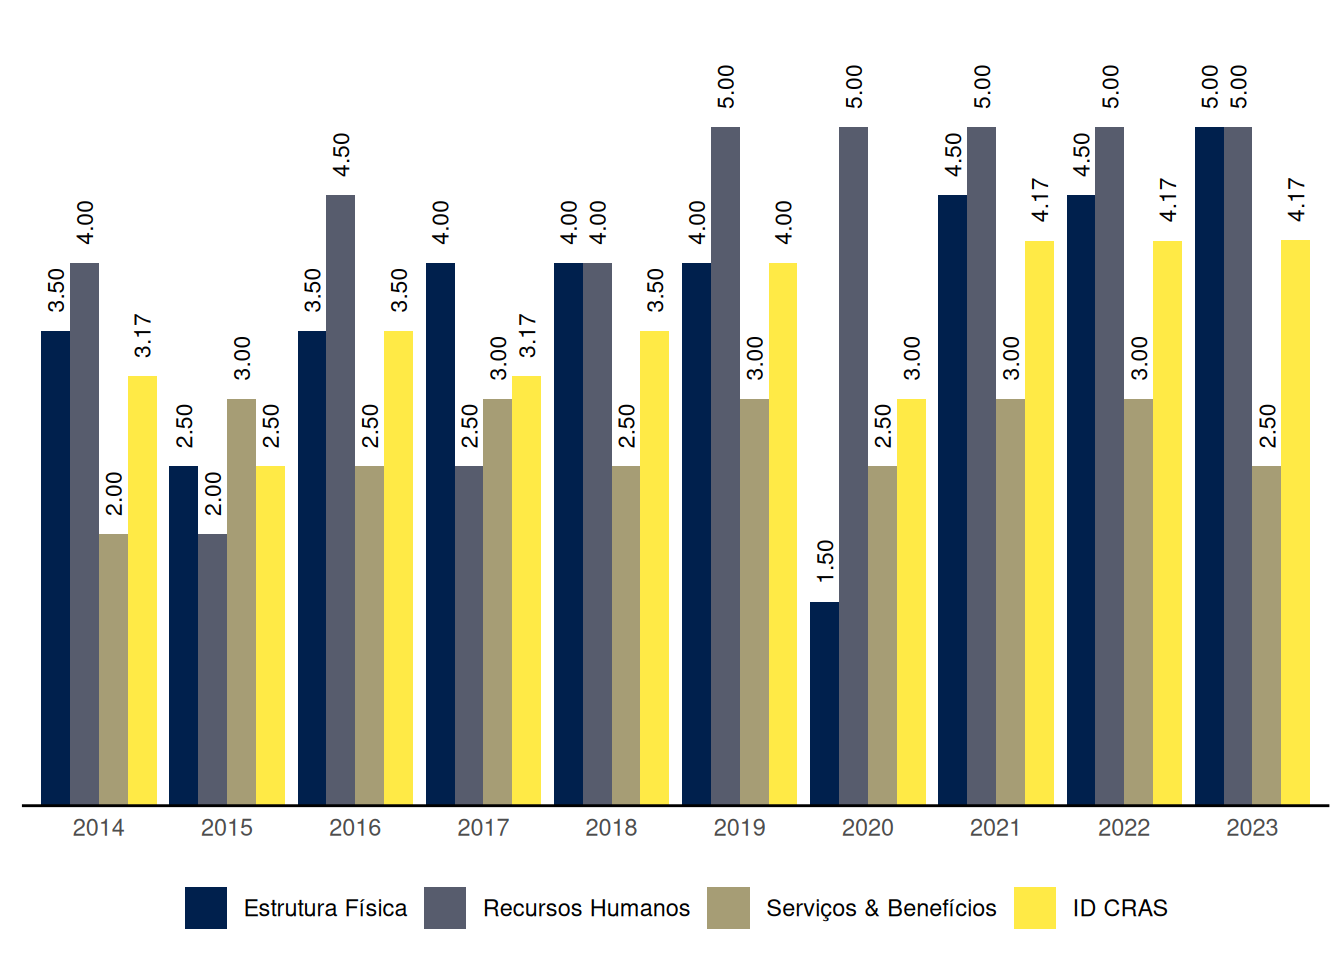 3.50 4.00 2.00 3.17
2.50 2.00 3.00 2.50
3.50 4.50 2.50 3.50
4.00 2.50 3.00 3.17
4.00 4.00 2.50 3.50
4.00 5.00 3.00 4.00
1.50 5.00 2.50 3.00
4.50 5.00 3.00 4.17
4.50 5.00 3.00 4.17
5.00 5.00 2.50 4.17
2014 2015 2016 2017 2018 2019 2020 2021 2022 2023
Estrutura Física Recursos Humanos Serviços & Benefícios ID CRAS